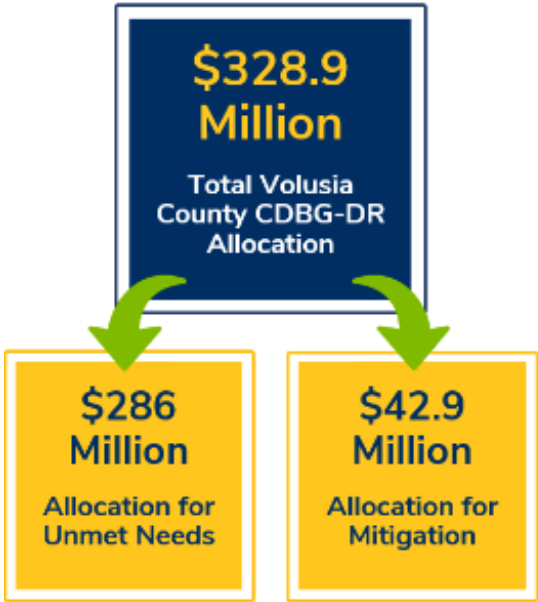 $328.9
Million
Total Volusia
County CDBG-DR
Allocation
$286
Million
Allocation for
Unmet Needs
$42.9
Million
Allocation for
Mitigation